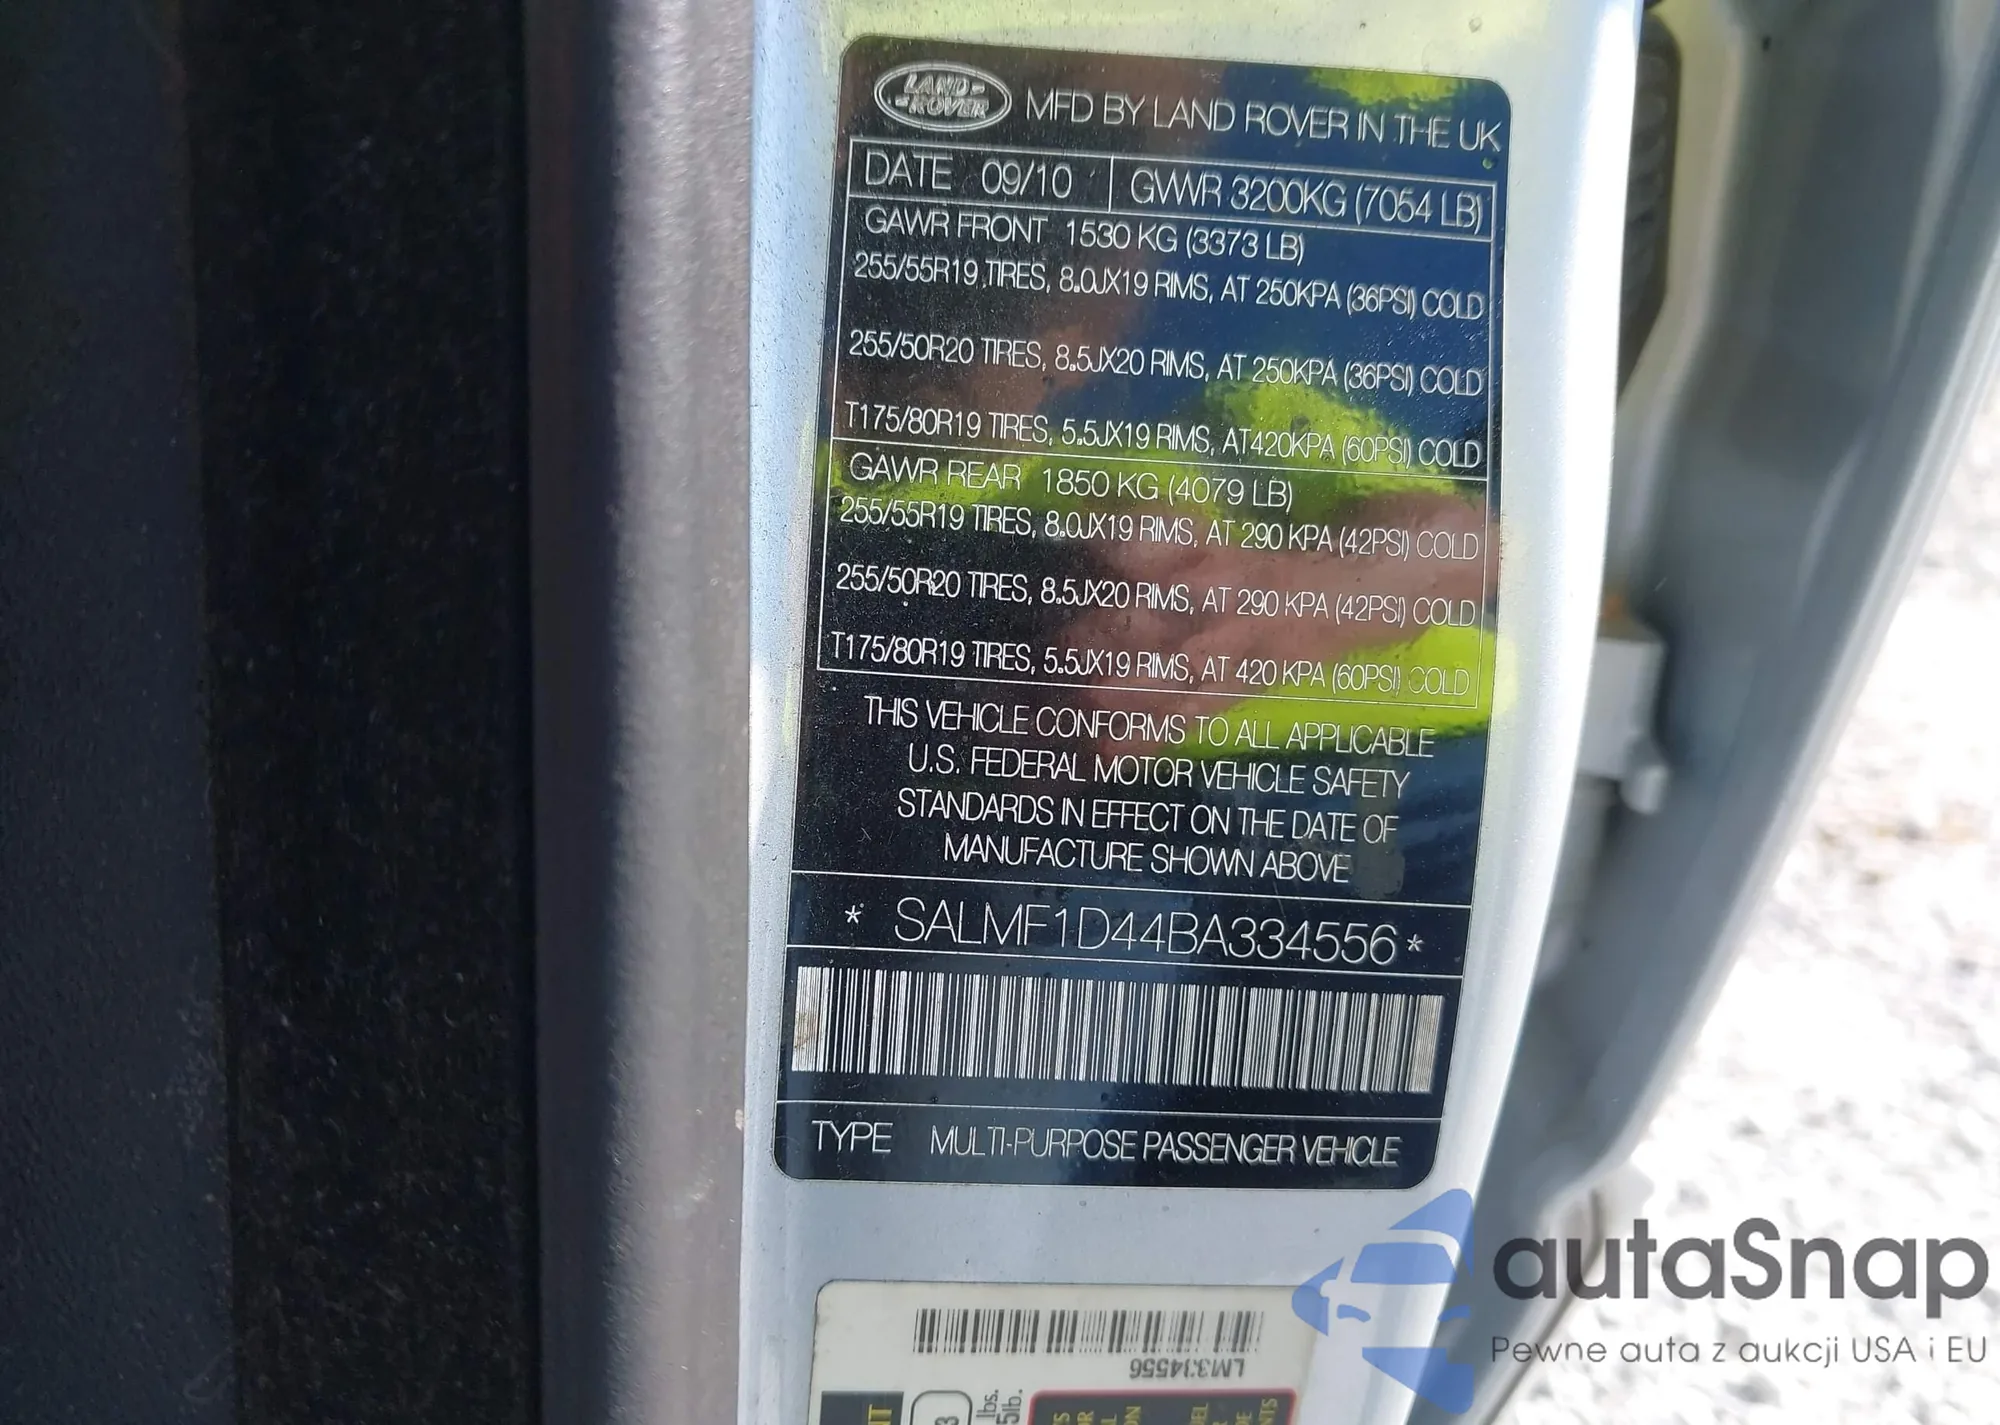 LAND-
-ROVER
MFD BY LAND ROVER IN THE UK
DATE 09/10 GVWR 3200KG (7054 LB)
GAWR FRONT 1530 KG (3373 LB)
255/55R19 TIRES, 8.0JX19 RIMS, AT 250KPA (36PSI) COLD
255/50R20 TIRES, 8.5JX20 RIMS, AT 250KPA (36PSI) COLD
T175/80R19 TIRES, 5.5JX19 RIMS, AT420KPA (60PSI) COLD
GAWR REAR 1850 KG (4079 LB)
255/55R19 TIRES, 8.0JX19 RIMS, AT 290 KPA (42PSI) COLD
255/50R20 TIRES, 8.5JX20 RIMS, AT 290 KPA (42PSI) COLD
T175/80R19 TIRES, 5.5JX19 RIMS, AT 420 KPA (60PSI) COLD
THIS VEHICLE CONFORMS TO ALL APPLICABLE
U.S. FEDERAL MOTOR VEHICLE SAFETY
STANDARDS IN EFFECT ON THE DATE OF
MANUFACTURE SHOWN ABOVE
* SALMF1D44BA334556 *
TYPE MULTI-PURPOSE PASSENGER VEHICLE
LM334556
lbs.
5lb.
autaSnap
Pewne auta z aukcji USA i EU